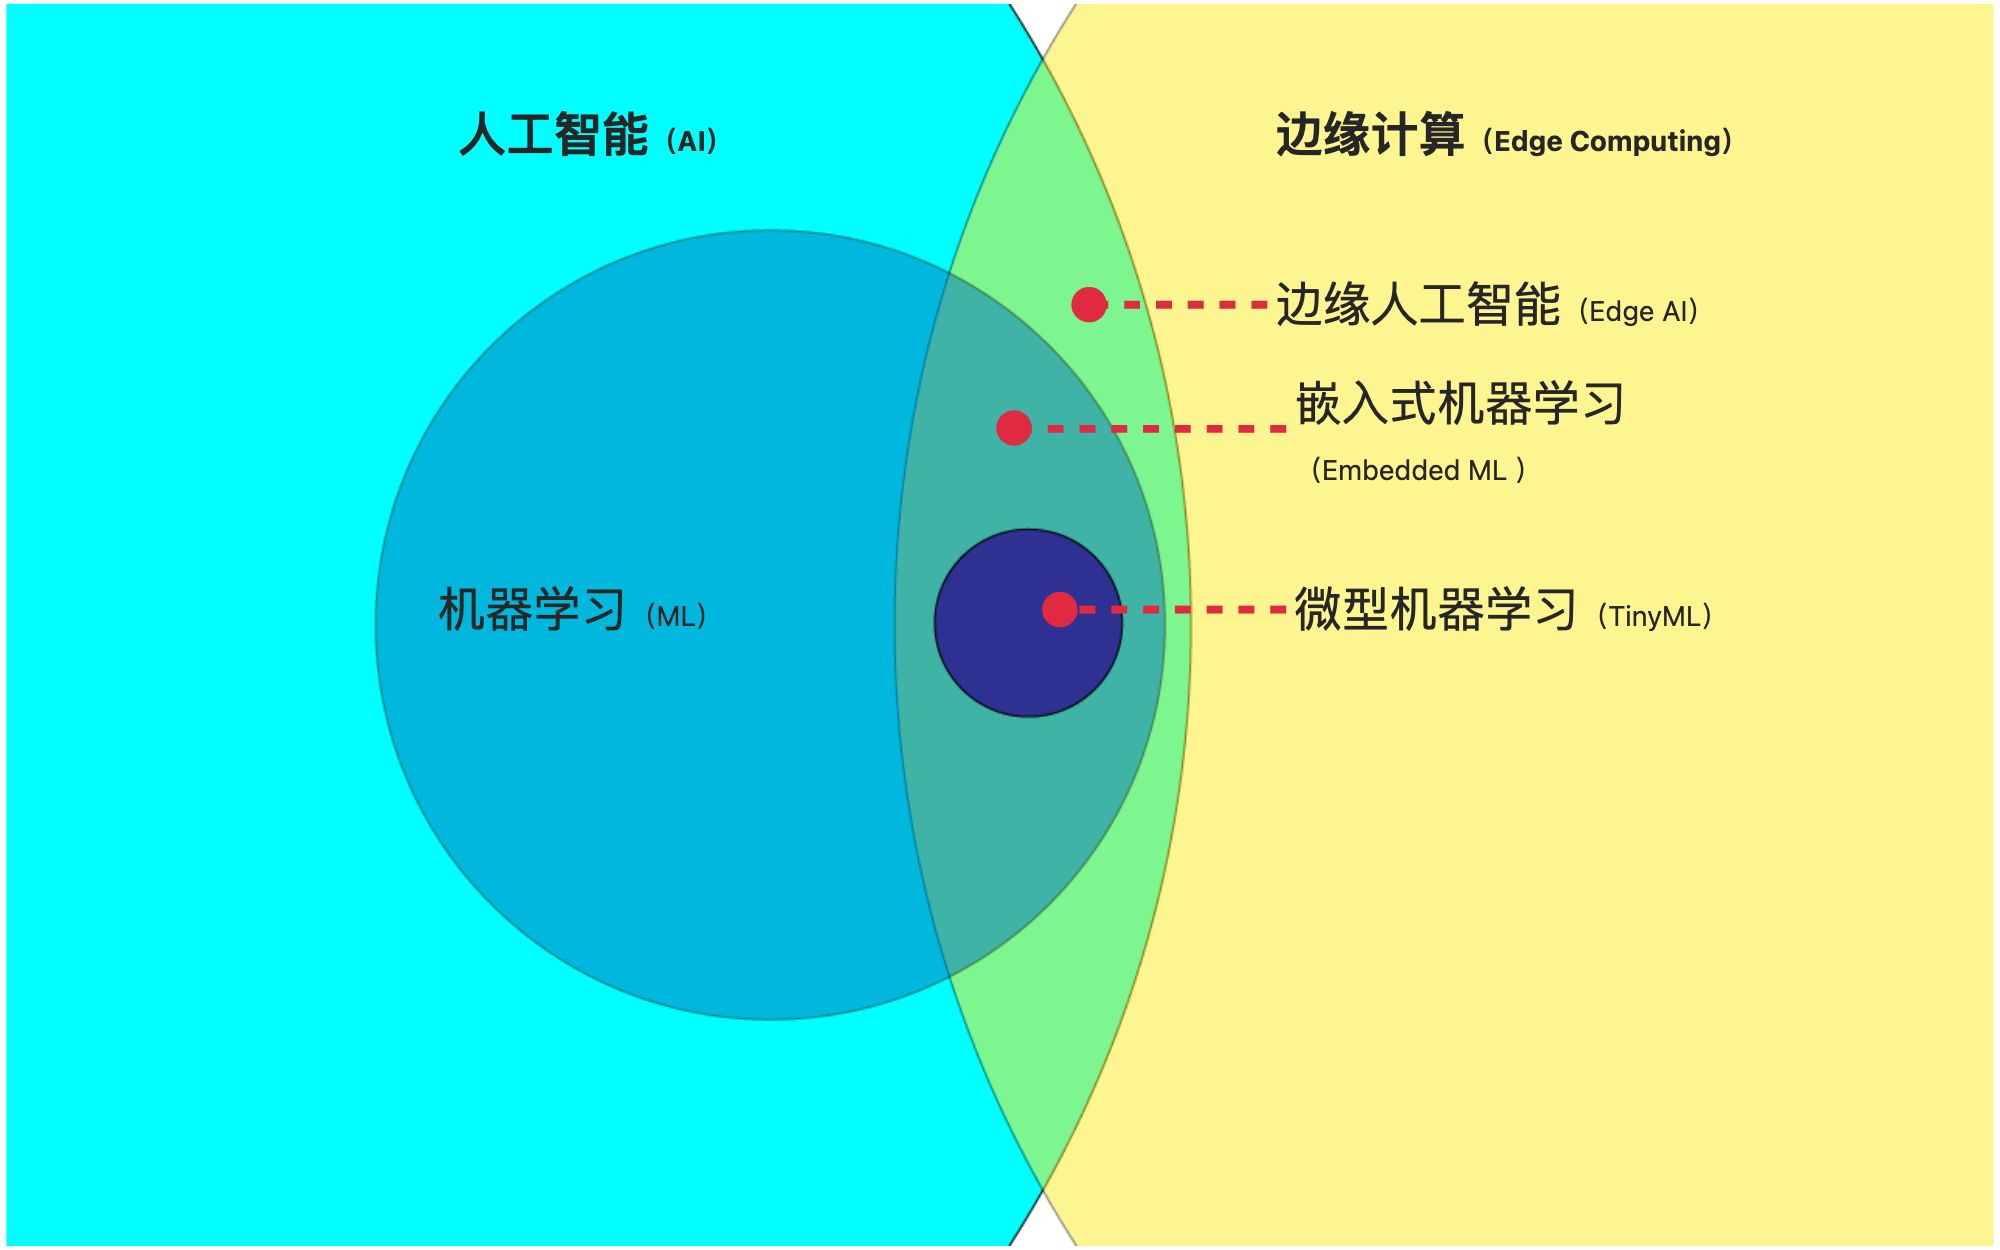 人工智能（AI）
边缘计算（Edge Computing）
边缘人工智能（Edge AI）
嵌入式机器学习
（Embedded ML ）
机器学习（ML）
微型机器学习（TinyML）